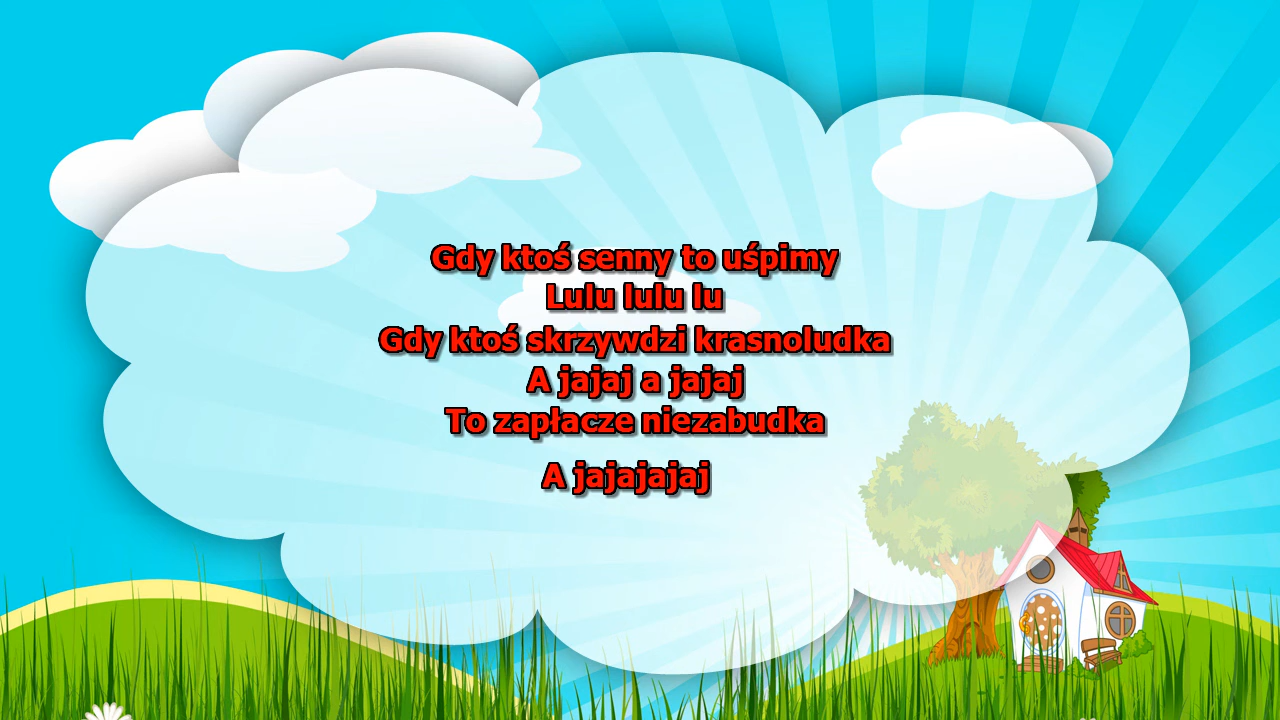 Gdy ktoś senny to uśpimy
Lulu lulu lu
Gdy ktoś skrzywdzi krasnoludka
A jajaj a jajaj
To zapłacze niezabudka
A jajajajaj